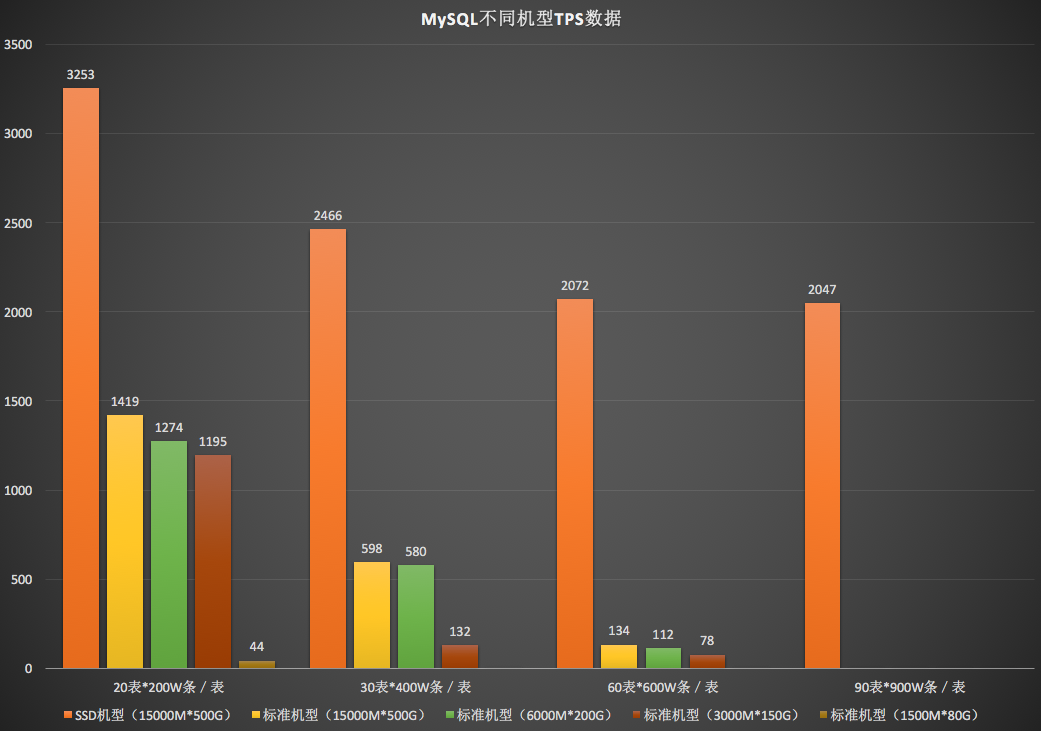 MySQL不同机型TPS数据
3500
3000
2500
2000
1500
1000
500
0
3253
1419
1274
1195
44
2466
598
580
132
2072
134
112
78
2047
20表*200W条 / 表
30表*400W条 / 表
60表*600W条 / 表
90表*900W条 / 表
SSD机型（15000M*500G）
标准机型（15000M*500G）
标准机型（6000M*200G）
标准机型（3000M*150G）
标准机型（1500M*80G）